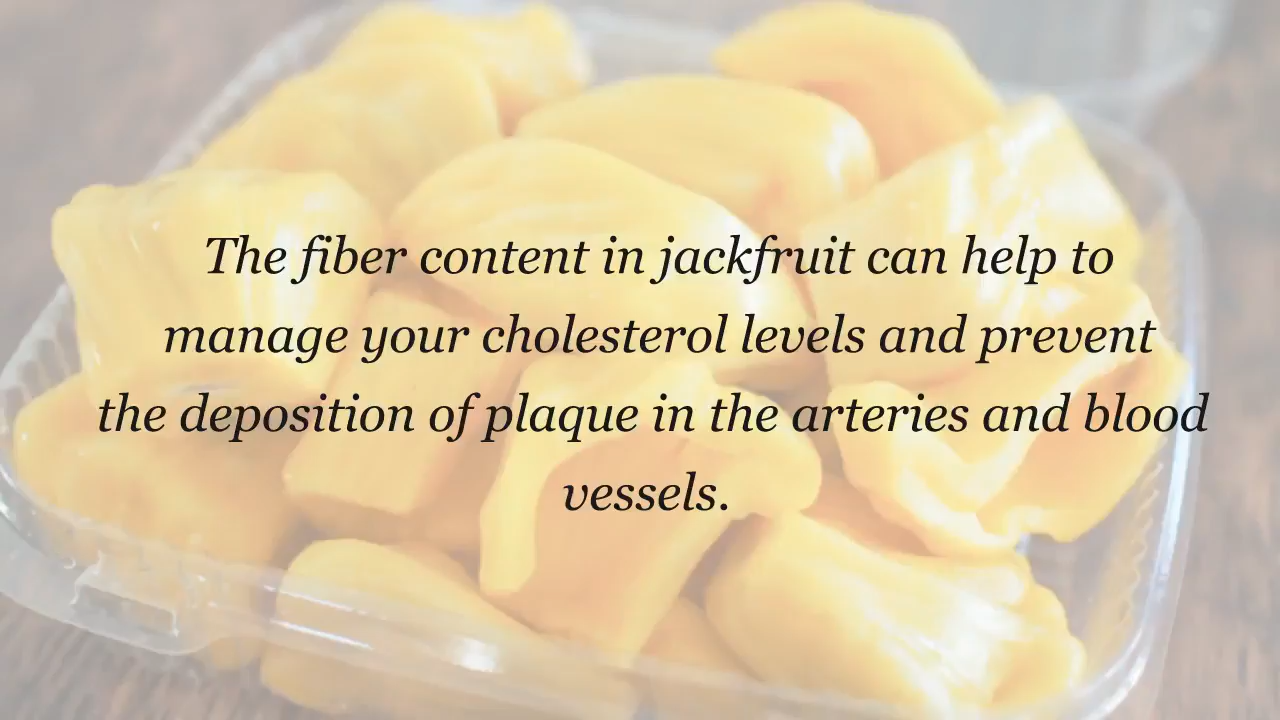 The fiber content in jackfruit can help to
manage your cholesterol levels and prevent
the deposition of plaque in the arteries and blood
vessels.